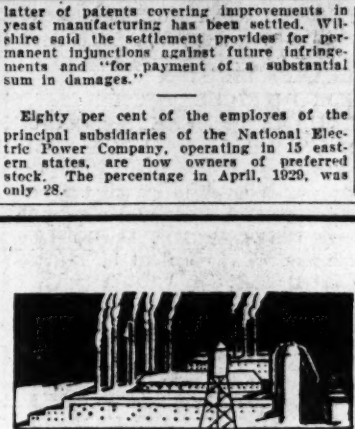 latter of patents covering improvements in
yeast manufacturing has been settled. Wil-
shire said the settlement provides for per-
manent injunctions against future infringe-
ments and "for payment of a substantial
sum in damages."
Eighty per cent of the employes of the
principal subsidiaries of the National Elec-
tric Power Company, operating in 15 east-
ern states, are now owners of preferred
stock. The percentage in April, 1929, was
only 28.